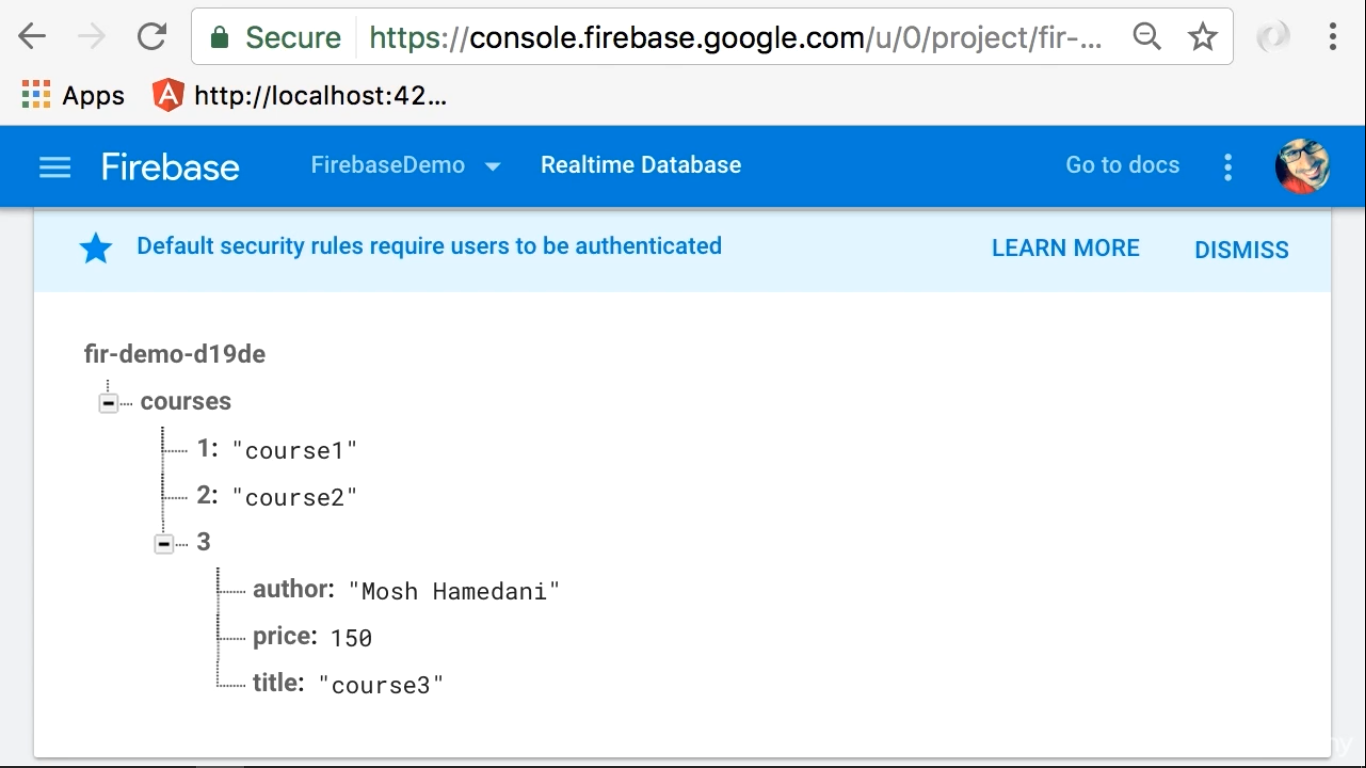 Secure https://console.firebase.google.com/u/0/project/fir-...
Apps http://localhost:42...
Firebase FirebaseDemo Realtime Database Go to docs
Default security rules require users to be authenticated LEARN MORE DISMISS
fir-demo-d19de
courses
1: "course1"
2: "course2"
3
author: "Mosh Hamedani"
price: 150
title: "course3"